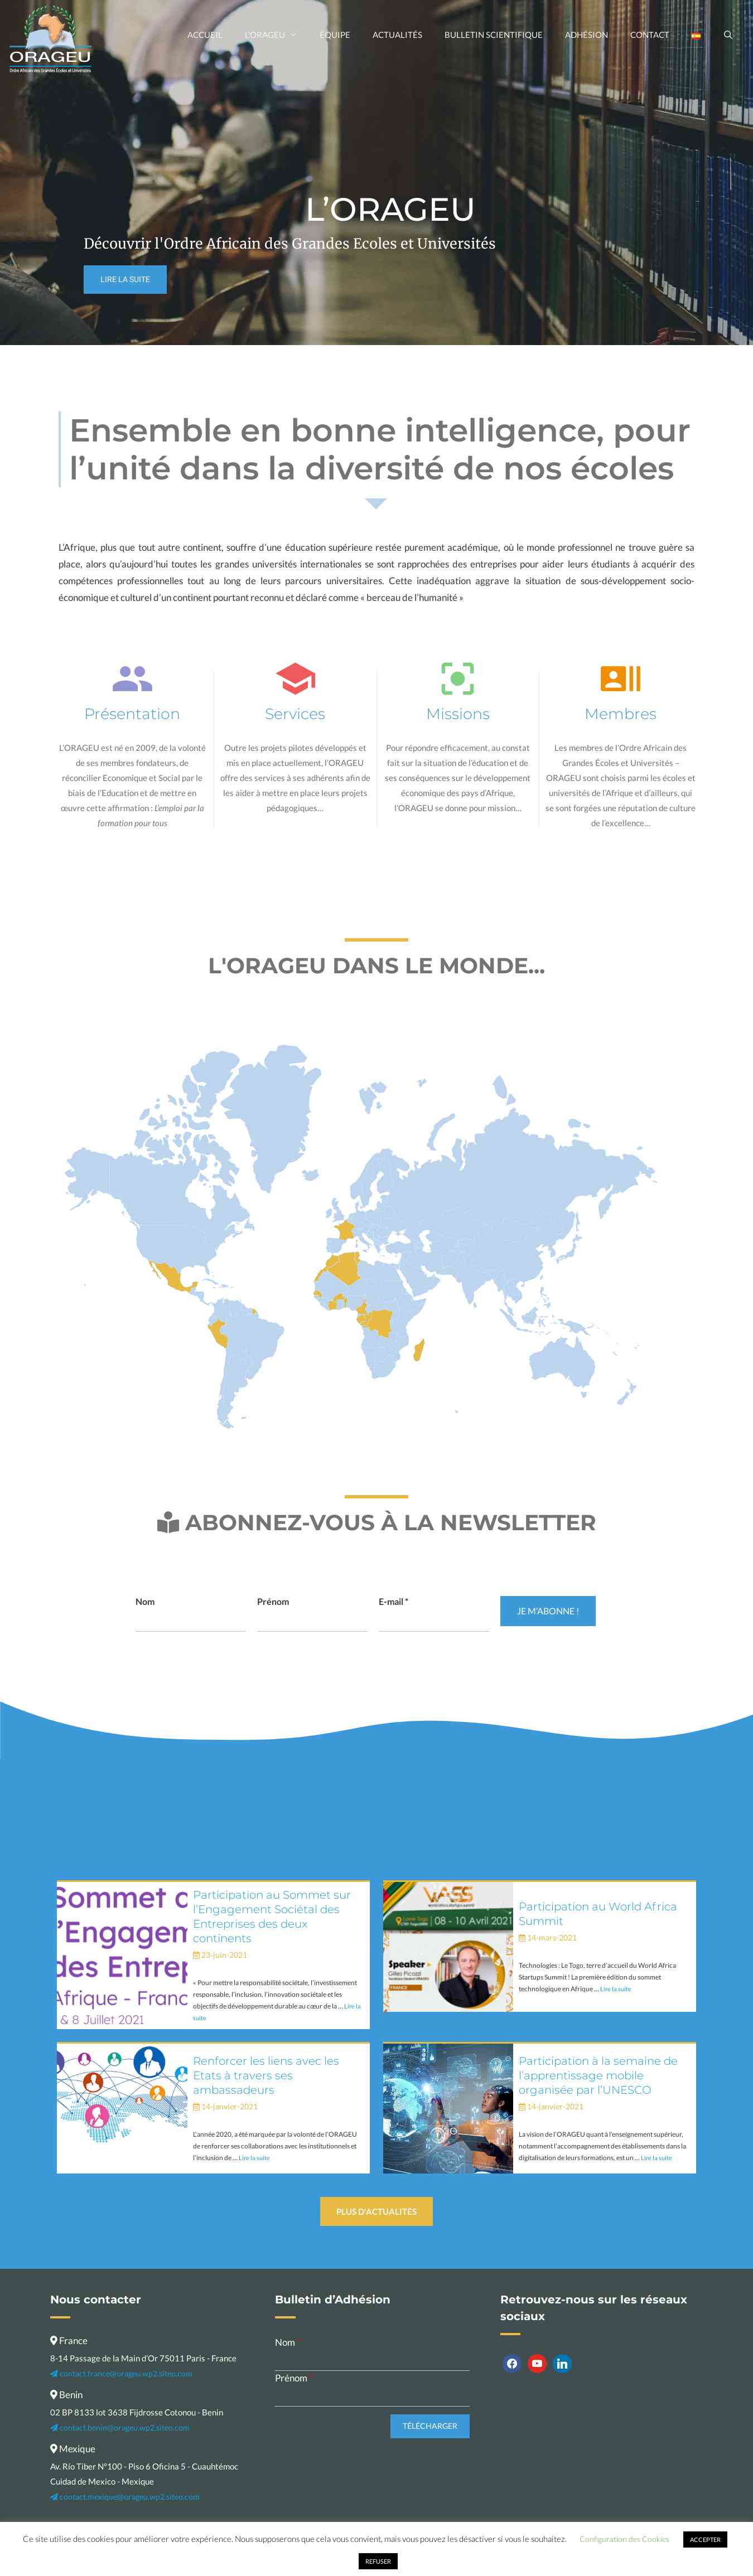 ORAGEU
Ordre Africain des Grandes Écoles et Universités
ACCUEIL
L'ORAGEU
ÉQUIPE
ACTUALITÉS
BULLETIN SCIENTIFIQUE
ADHÉSION
CONTACT
L'ORAGEU
Découvrir l'Ordre Africain des Grandes Ecoles et Universités
LIRE LA SUITE
Ensemble en bonne intelligence, pour
l'unité dans la diversité de nos écoles
L'Afrique, plus que tout autre continent, souffre d'une éducation supérieure restée purement académique, où le monde professionnel ne trouve guère sa
place, alors qu'aujourd'hui toutes les grandes universités internationales se sont rapprochées des entreprises pour aider leurs étudiants à acquérir des
compétences professionnelles tout au long de leurs parcours universitaires. Cette inadéquation aggrave la situation de sous-développement socio-
économique et culturel d'un continent pourtant reconnu et déclaré comme « berceau de l'humanité »
Présentation
L'ORAGEU est né en 2009, de la volonté
de ses membres fondateurs, de
réconcilier Economique et Social par le
biais de l'Education et de mettre en
œuvre cette affirmation : L'emploi par la
formation pour tous
Services
Outre les projets pilotes développés et
mis en place actuellement, l'ORAGEU
offre des services à ses adhérents afin de
les aider à mettre en place leurs projets
pédagogiques…
Missions
Pour répondre efficacement, au constat
fait sur la situation de l'éducation et de
ses conséquences sur le développement
économique des pays d'Afrique,
l'ORAGEU se donne pour mission…
Membres
Les membres de l'Ordre Africain des
Grandes Écoles et Universités –
ORAGEU sont choisis parmi les écoles et
universités de l'Afrique et d'ailleurs, qui
se sont forgées une réputation de culture
de l'excellence…
L'ORAGEU DANS LE MONDE...
ABONNEZ-VOUS À LA NEWSLETTER
Nom
Prénom
E-mail *
JE M'ABONNE !
Sommet
l'Engagem
des Entrep
Afrique - Franc
& 8 Juillet 2021
Participation au Sommet sur
l'Engagement Sociétal des
Entreprises des deux
continents
23-juin-2021
« Pour mettre la responsabilité sociétale, l'investissement
responsable, l'inclusion, l'innovation sociétale et les
objectifs de développement durable au cœur de la ... Lire la
suite
WASS
08 - 10 Avril 2021
Speaker
Gilles Picozzi
FRANCE
Participation au World Africa
Summit
14-mars-2021
Technologies : Le Togo, terre d'accueil du World Africa
Startups Summit ! La première édition du sommet
technologique en Afrique ... Lire la suite
Renforcer les liens avec les
Etats à travers ses
ambassadeurs
14-janvier-2021
L'année 2020, a été marquée par la volonté de l'ORAGEU
de renforcer ses collaborations avec les institutionnels et
l'inclusion de ... Lire la suite
Participation à la semaine de
l'apprentissage mobile
organisée par l'UNESCO
14-janvier-2021
La vision de l'ORAGEU quant à l'enseignement supérieur,
notamment l'accompagnement des établissements dans la
digitalisation de leurs formations, est un ... Lire la suite
PLUS D'ACTUALITÉS
Nous contacter
France
8-14 Passage de la Main d'Or 75011 Paris - France
contact.france@orageu.wp2.siteo.com
Benin
02 BP 8133 lot 3638 Fijdrosse Cotonou - Benin
contact.benin@orageu.wp2.siteo.com
Mexique
Av. Río Tiber N°100 - Piso 6 Oficina 5 - Cuauhtémoc
Cuidad de Mexico - Mexique
contact.mexique@orageu.wp2.siteo.com
Bulletin d'Adhésion
Nom
Prénom
TÉLÉCHARGER
Retrouvez-nous sur les réseaux
sociaux
Ce site utilise des cookies pour améliorer votre expérience. Nous supposerons que cela vous convient, mais vous pouvez les désactiver si vous le souhaitez.
Configuration des Cookies
ACCEPTER
REFUSER